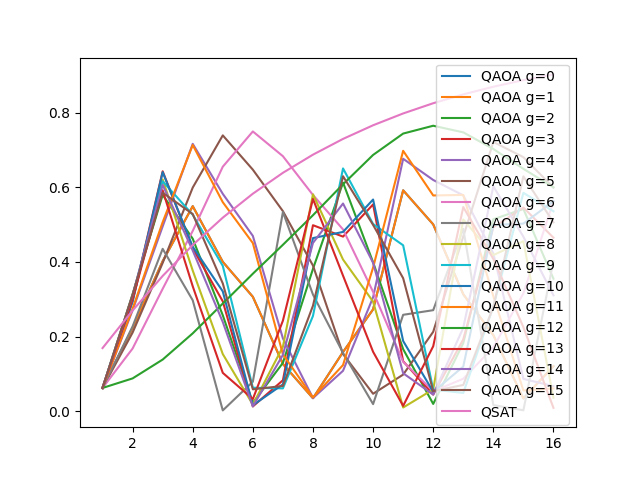 0.8
0.6
0.4
0.2
0.0
2
4
6
8
10
12
14
16
QAOA g=0
QAOA g=1
QAOA g=2
QAOA g=3
QAOA g=4
QAOA g=5
QAOA g=6
QAOA g=7
QAOA g=8
QAOA g=9
QAOA g=10
QAOA g=11
QAOA g=12
QAOA g=13
QAOA g=14
QAOA g=15
QSAT